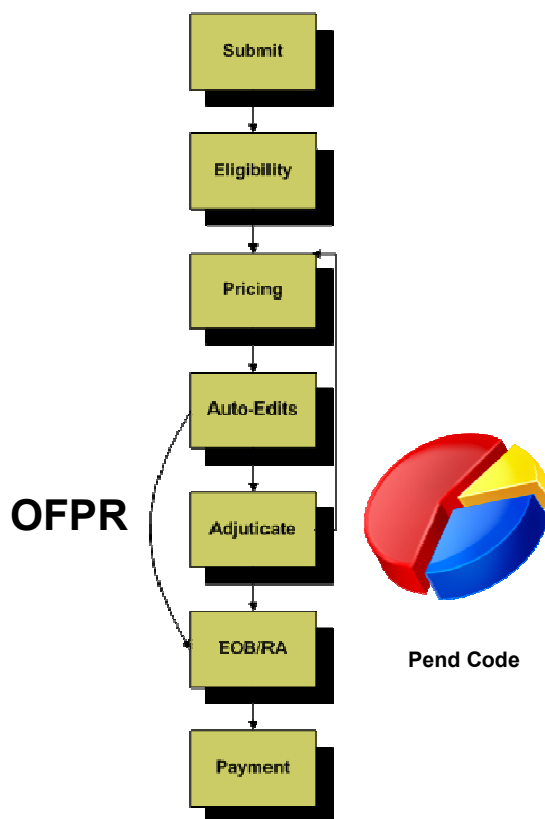 Submit
Eligibility
Pricing
Auto-Edits
OFPR
Adjuticate
EOB/RA
Pend Code
Payment